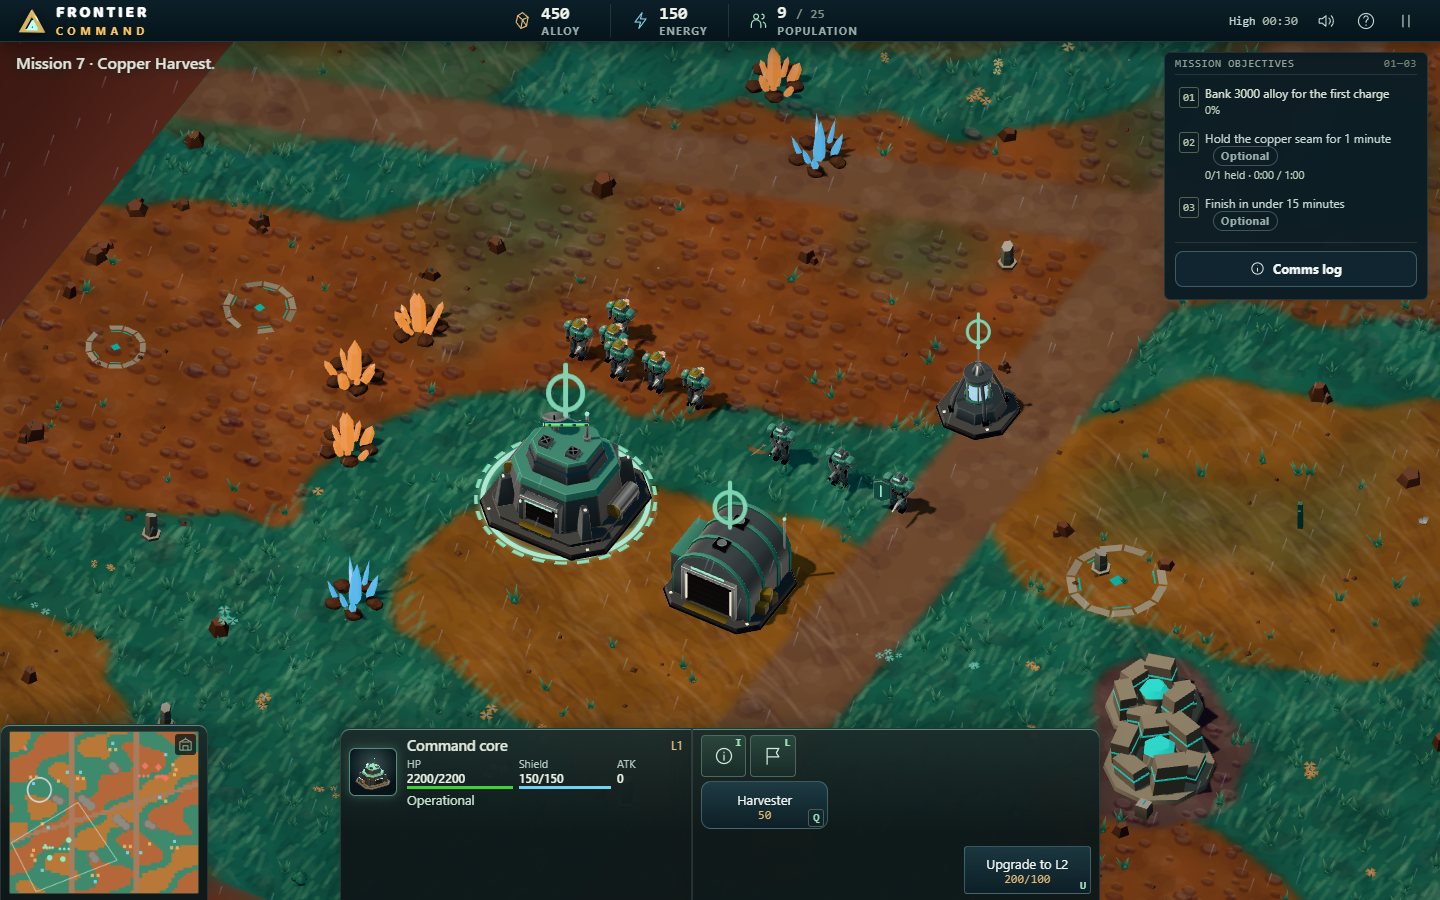 FRONTIER
COMMAND
450
ALLOY
150
ENERGY
9 / 25
POPULATION
High 00:30
Mission 7 · Copper Harvest.
MISSION OBJECTIVES 01—03
01 Bank 3000 alloy for the first charge
0%
02 Hold the copper seam for 1 minute
Optional
0/1 held · 0:00 / 1:00
03 Finish in under 15 minutes
Optional
Comms log
Command core L1
HP Shield ATK
2200/2200 150/150 0
Operational
I L
Harvester
50 Q
Upgrade to L2
200/100 U